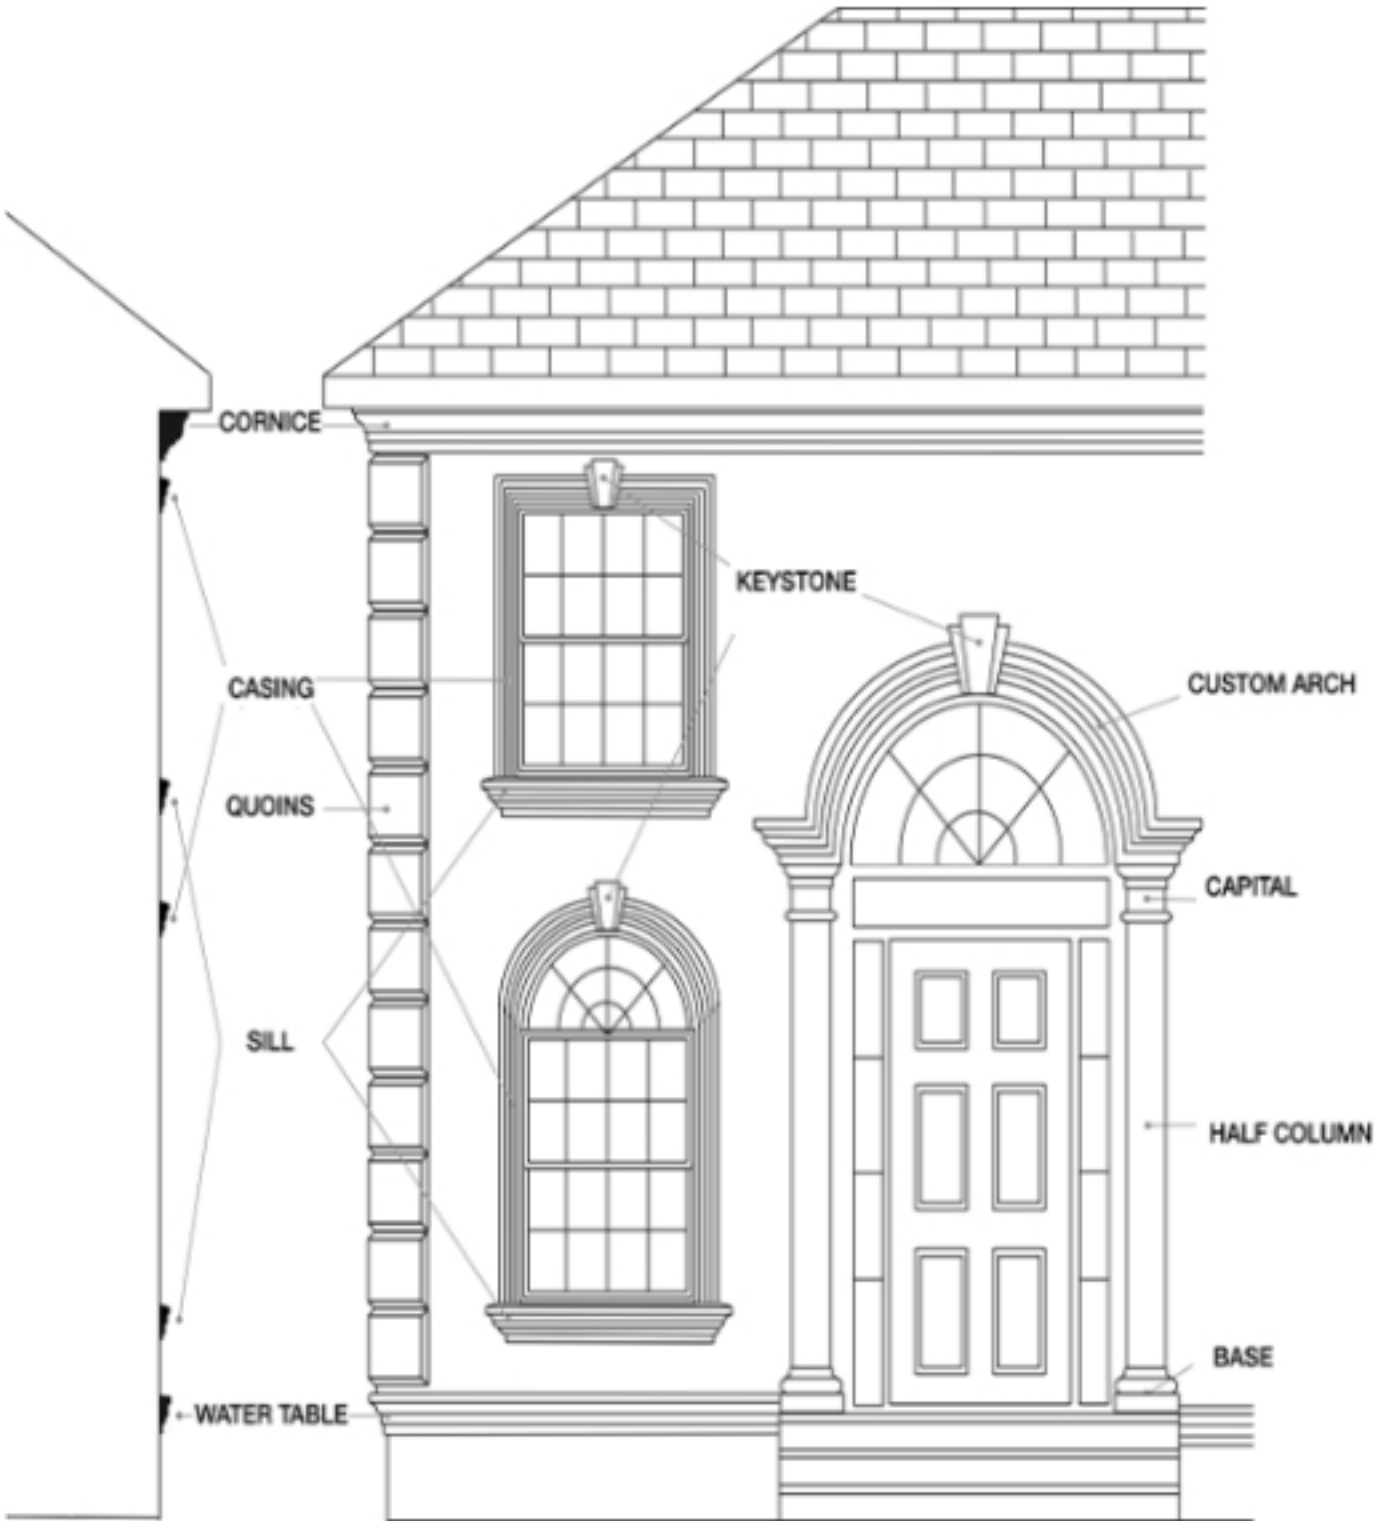 CORNICE
KEYSTONE
CUSTOM ARCH
CASING
QUOINS
CAPITAL
SILL
HALF COLUMN
BASE
WATER TABLE